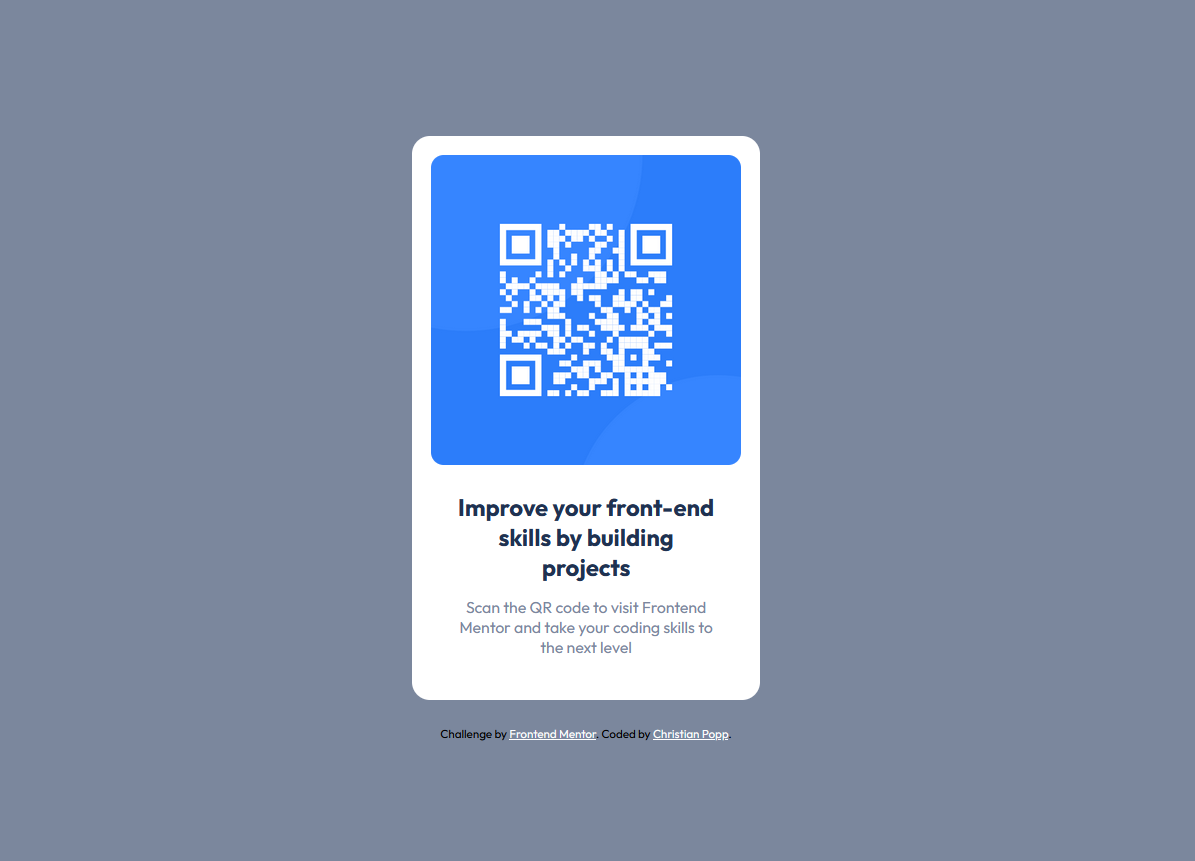 Improve your front-end
skills by building
projects
Scan the QR code to visit Frontend
Mentor and take your coding skills to
the next level
Challenge by Frontend Mentor. Coded by Christian Popp.